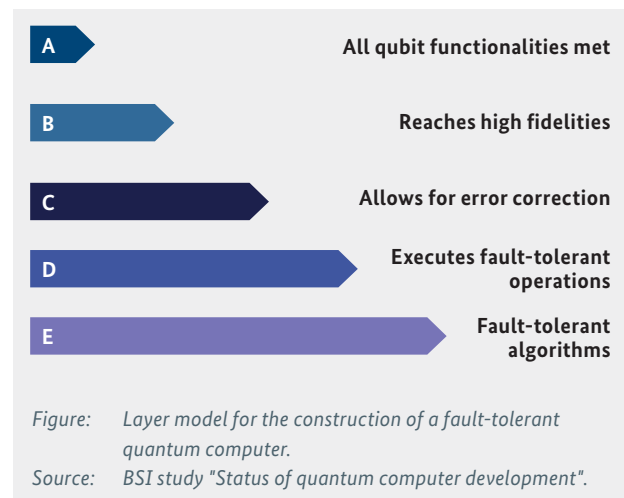 A All qubit functionalities met
B Reaches high fidelities
C Allows for error correction
D Executes fault-tolerant
operations
E Fault-tolerant
algorithms
Figure: Layer model for the construction of a fault-tolerant
quantum computer.
Source: BSI study "Status of quantum computer development".